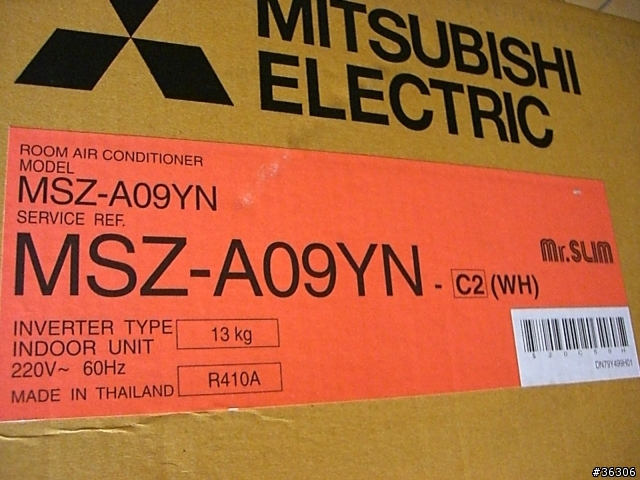 MITSUBISHI
ELECTRIC
ROOM AIR CONDITIONER
MODEL
MSZ-A09YN
SERVICE REF.
MSZ-A09YN - C2 (WH)
Mr.SLIM
INVERTER TYPE 13 kg
INDOOR UNIT
220V~ 60Hz R410A
MADE IN THAILAND
#36306